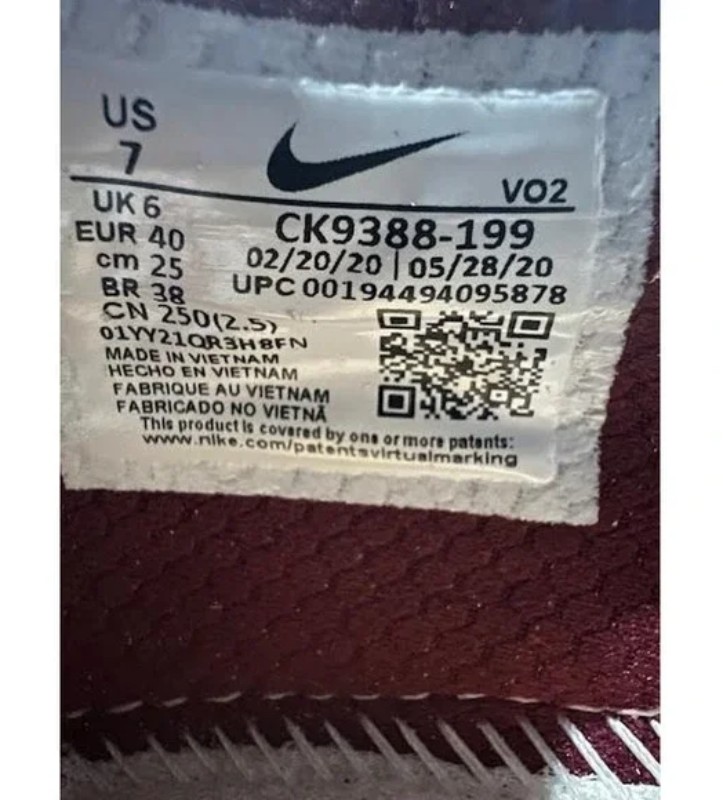 US
7
VO2
UK 6
EUR 40
cm 25
BR 38
CN 250(2.5)
CK9388-199
02/20/20 | 05/28/20
UPC 00194494095878
01YY21QR3H8FN
MADE IN VIETNAM
HECHO EN VIETNAM
FABRIQUE AU VIETNAM
FABRICADO NO VIETNÃ
This product is covered by one or more patents:
www.nike.com/patentsvirtualmarking